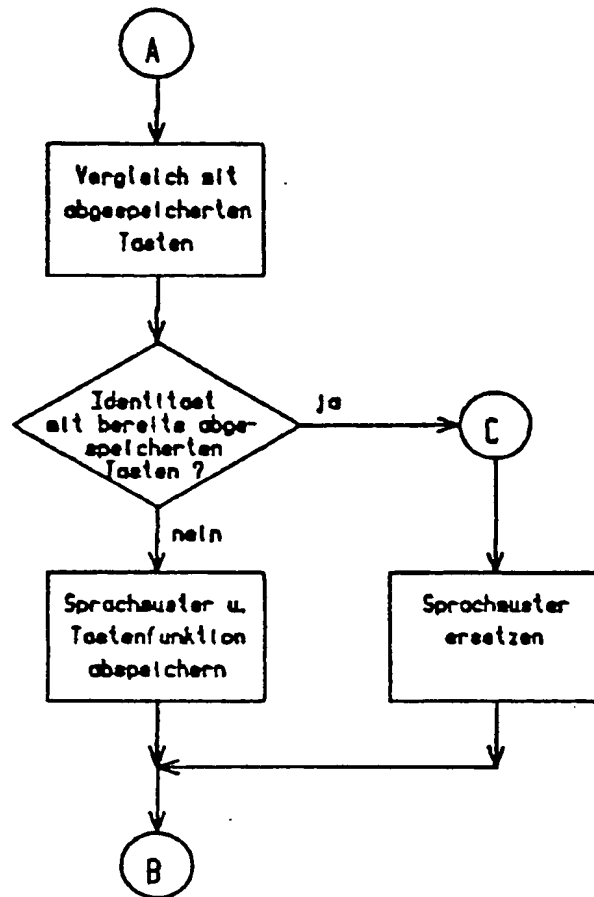 A
Vergleich mit
abgespeicherten
Tasten
Identitaet
mit bereits abge-
speicherten
Tasten ?
ja
C
nein
Sprachmuster u.
Tastenfunktion
abspeichern
Sprachmuster
ersetzen
B